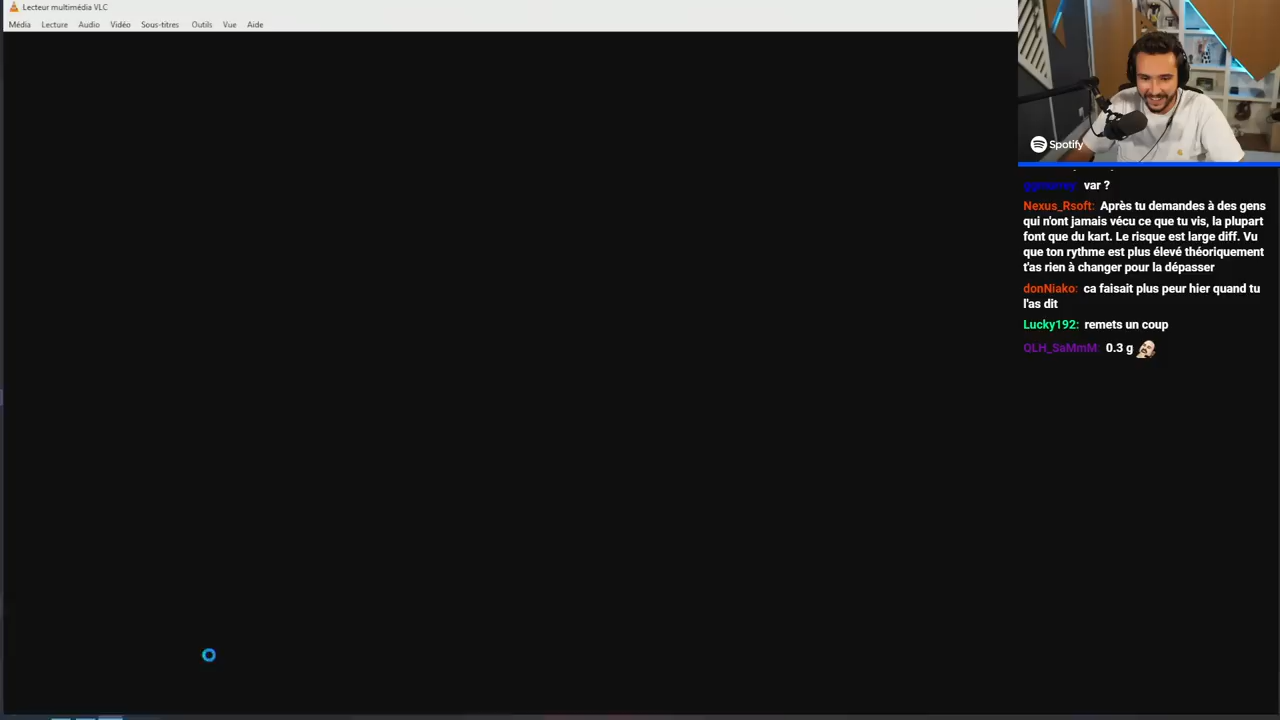 Lecteur multimédia VLC
Média Lecture Audio Vidéo Sous-titres Outils Vue Aide
Spotify
var ?
Nexus_Rsoft: Après tu demandes à des gens
qui n'ont jamais vécu ce que tu vis, la plupart
font que du kart. Le risque est large diff. Vu
que ton rythme est plus élevé théoriquement
t'as rien à changer pour la dépasser
donNiako: ca faisait plus peur hier quand tu
l'as dit
Lucky192: remets un coup
QLH_SaMmM: 0.3 g